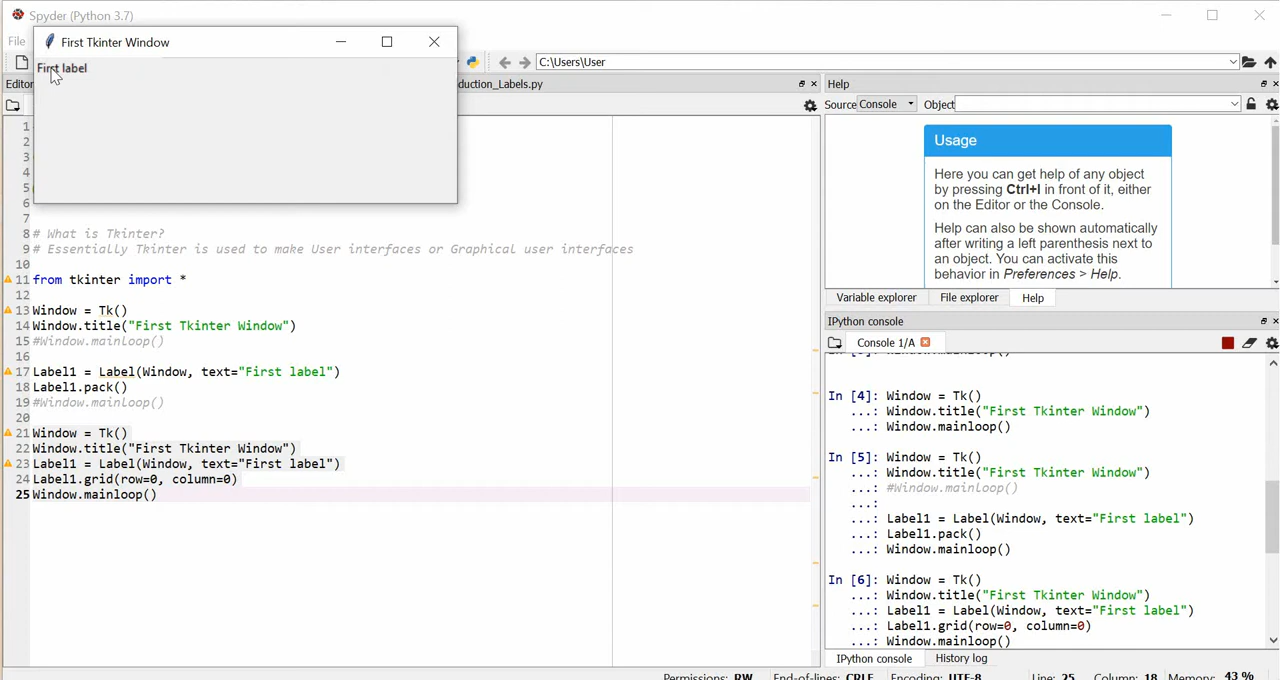 Spyder (Python 3.7)
File
First Tkinter Window
First label
C:\Users\User
Editor
duction_Labels.py
1
2
3
4
5
6
7
8 # What is Tkinter?
9 # Essentially Tkinter is used to make User interfaces or Graphical user interfaces
10
11 from tkinter import *
12
13 Window = Tk()
14 Window.title("First Tkinter Window")
15 #Window.mainloop()
16
17 Label1 = Label(Window, text="First label")
18 Label1.pack()
19 #Window.mainloop()
20
21 Window = Tk()
22 Window.title("First Tkinter Window")
23 Label1 = Label(Window, text="First label")
24 Label1.grid(row=0, column=0)
25 Window.mainloop()
Help
Source Console Object
Usage
Here you can get help of any object
by pressing Ctrl+I in front of it, either
on the Editor or the Console.
Help can also be shown automatically
after writing a left parenthesis next to
an object. You can activate this
behavior in Preferences > Help.
Variable explorer File explorer Help
IPython console
Console 1/A
In [4]: Window = Tk()
...: Window.title("First Tkinter Window")
...: Window.mainloop()
In [5]: Window = Tk()
...: Window.title("First Tkinter Window")
...: #Window.mainloop()
...:
...: Label1 = Label(Window, text="First label")
...: Label1.pack()
...: Window.mainloop()
In [6]: Window = Tk()
...: Window.title("First Tkinter Window")
...: Label1 = Label(Window, text="First label")
...: Label1.grid(row=0, column=0)
...: Window.mainloop()
IPython console History log
Permissions: RW End-of-lines: CRLF Encoding: UTF-8 Line: 25 Column: 18 Memory: 43 %